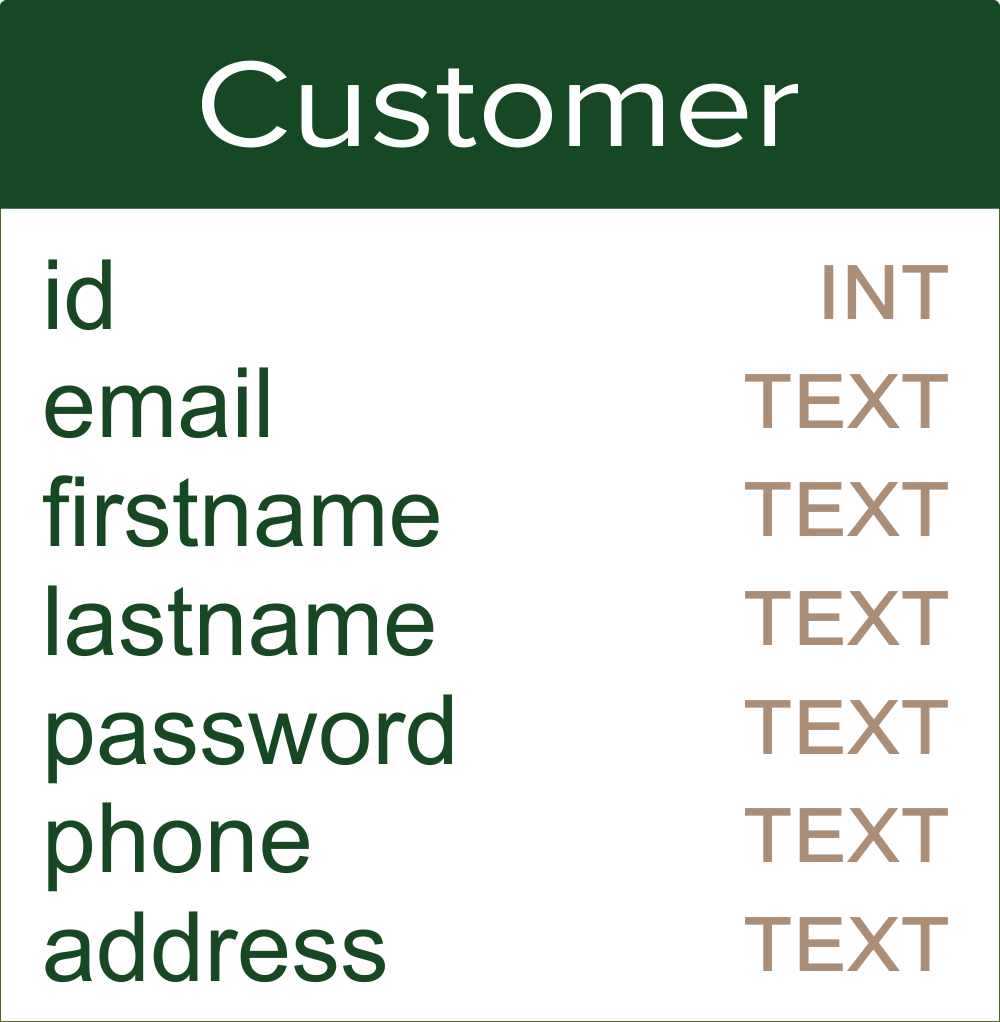 Customer
id INT
email TEXT
firstname TEXT
lastname TEXT
password TEXT
phone TEXT
address TEXT